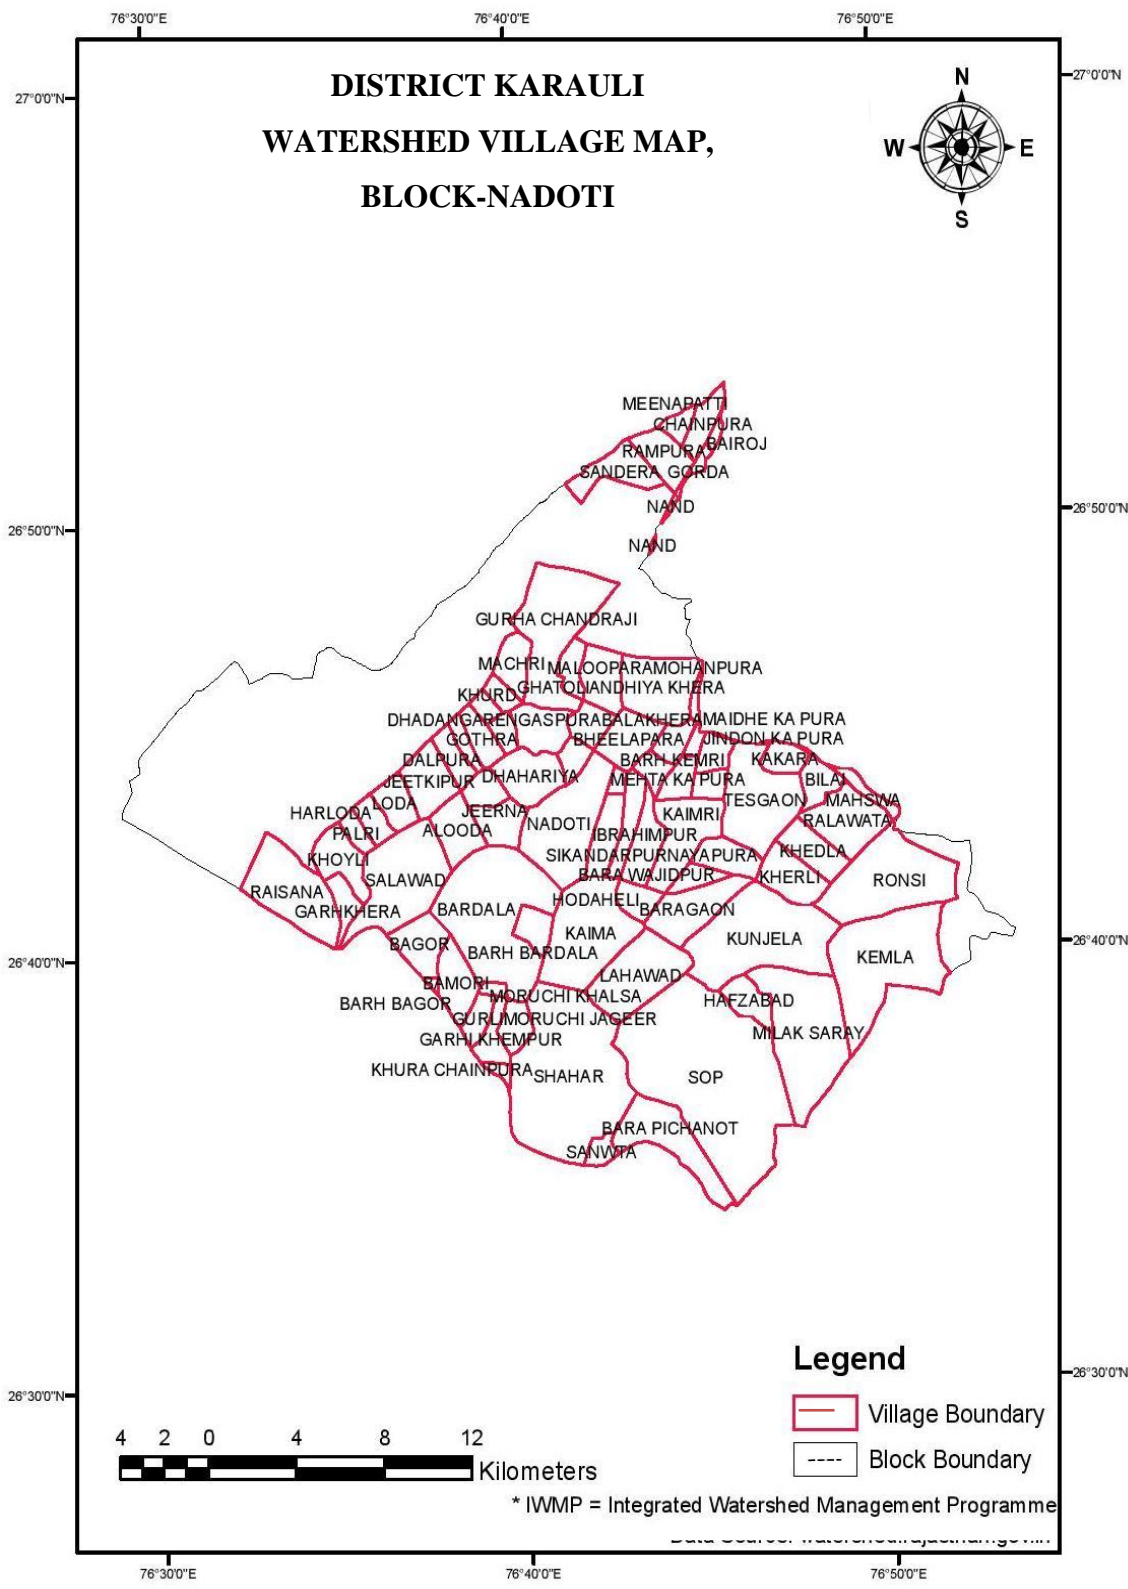 76°30'0"E
76°40'0"E
76°50'0"E
27°0'0"N
27°0'0"N
DISTRICT KARAULI
WATERSHED VILLAGE MAP,
BLOCK-NADOTI
N
W
E
S
MEENAPATTI
CHAINPURA
BAIROJ
RAMPURA
SANDERA GORDA
NAND
26°50'0"N
26°50'0"N
NAND
GURHA CHANDRAJI
MACHRI
MALOOPARA
MOHANPURA
KHURD
GHATOLI
ANDHIYA KHERA
DHADANGA
RENGASPURA
BALAKHERA
MAIDHE KA PURA
GOTHRA
BHEELAPARA
JINDON KA PURA
DALPURA
BARH KEMRI
KAKARA
JEETKIPUR
DHAHARIYA
MEHTA KA PURA
BILAI
HARLODA
LODA
JEERNA
KAIMRI
TESGAON
MAHSWA
PALRI
ALOODA
NADOTI
IBRAHIMPUR
RALAWATA
KHOYLI
SIKANDARPUR
NAYAPURA
KHEDLA
SALAWAD
BARA WAJIDPUR
KHERLI
RONSI
RAISANA
HODAHELI
GARHKHERA
BARDALA
BARAGAON
KAIMA
KUNJELA
BAGOR
BARH BARDALA
KEMLA
26°40'0"N
26°40'0"N
LAHAWAD
BAMORI
MORUCHI KHALSA
HAFZABAD
BARH BAGOR
GURLI
MORUCHI JAGEER
MILAK SARAY
GARHI KHEMPUR
KHURA CHAINPURA
SHAHAR
SOP
BARA PICHANOT
SANWTA
26°30'0"N
26°30'0"N
Legend
Village Boundary
Block Boundary
4 2 0 4 8 12
Kilometers
* IWMP = Integrated Watershed Management Programme
76°30'0"E
76°40'0"E
76°50'0"E